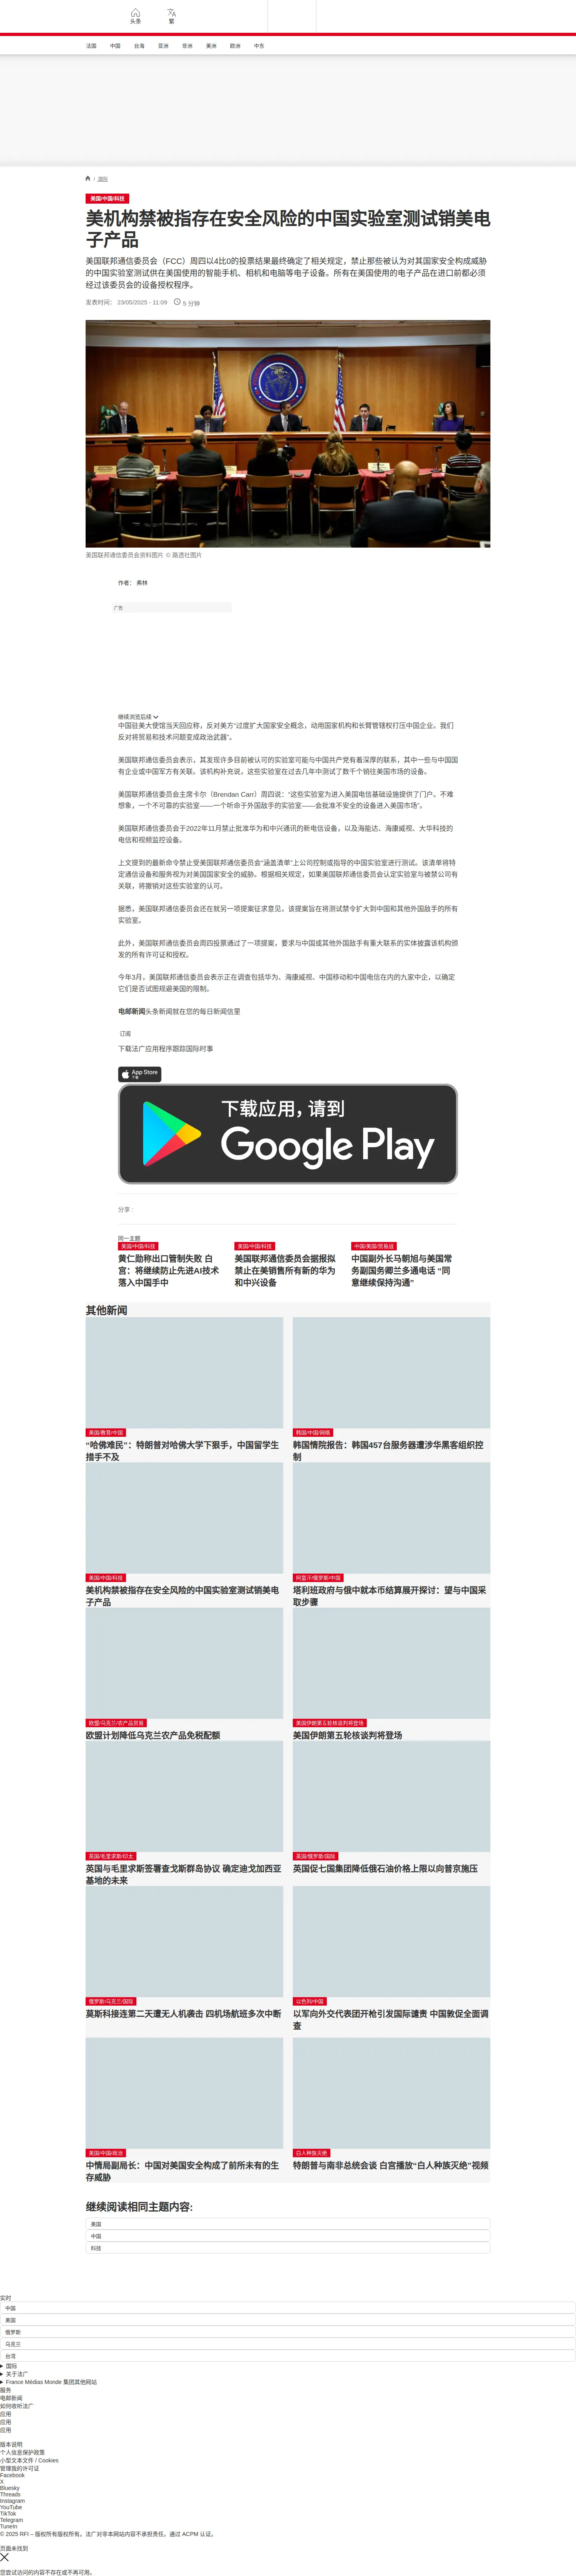 头条
繁
法国
中国
台海
亚洲
非洲
美洲
欧洲
中东
/ 国际
美国/中国/科技
美机构禁被指存在安全风险的中国实验室测试销美电
子产品
美国联邦通信委员会（FCC）周四以4比0的投票结果最终确定了相关规定，禁止那些被认为对其国家安全构成威胁
的中国实验室测试供在美国使用的智能手机、相机和电脑等电子设备。所有在美国使用的电子产品在进口前都必须
经过该委员会的设备授权程序。
发表时间： 23/05/2025 - 11:09
5 分钟
美国联邦通信委员会资料图片 © 路透社图片
作者： 弗林
广告
继续浏览后续
中国驻美大使馆当天回应称，反对美方“过度扩大国家安全概念，动用国家机构和长臂管辖权打压中国企业。我们
反对将贸易和技术问题变成政治武器”。
美国联邦通信委员会表示，其发现许多目前被认可的实验室可能与中国共产党有着深厚的联系，其中一些与中国国
有企业或中国军方有关联。该机构补充说，这些实验室在过去几年中测试了数千个销往美国市场的设备。
美国联邦通信委员会主席卡尔（Brendan Carr）周四说：“这些实验室为进入美国电信基础设施提供了门户。不难
想象，一个不可靠的实验室——一个听命于外国敌手的实验室——会批准不安全的设备进入美国市场”。
美国联邦通信委员会于2022年11月禁止批准华为和中兴通讯的新电信设备，以及海能达、海康威视、大华科技的
电信和视频监控设备。
上文提到的最新命令禁止受美国联邦通信委员会“涵盖清单”上公司控制或指导的中国实验室进行测试。该清单将特
定通信设备和服务视为对美国国家安全的威胁。根据相关规定，如果美国联邦通信委员会认定实验室与被禁公司有
关联，将撤销对这些实验室的认可。
据悉，美国联邦通信委员会还在就另一项提案征求意见，该提案旨在将测试禁令扩大到中国和其他外国敌手的所有
实验室。
此外，美国联邦通信委员会周四投票通过了一项提案，要求与中国或其他外国敌手有重大联系的实体披露该机构颁
发的所有许可证和授权。
今年3月，美国联邦通信委员会表示正在调查包括华为、海康威视、中国移动和中国电信在内的九家中企，以确定
它们是否试图规避美国的限制。
电邮新闻头条新闻就在您的每日新闻信里
订阅
下载法广应用程序跟踪国际时事
App Store
下载
下载应用，请到
Google Play
分享 :
同一主题
美国/中国/科技
黄仁勋称出口管制失败 白
宫：将继续防止先进AI技术
落入中国手中
美国/中国/科技
美国联邦通信委员会据报拟
禁止在美销售所有新的华为
和中兴设备
中国/美国/贸易战
中国副外长马朝旭与美国常
务副国务卿兰多通电话 “同
意继续保持沟通”
其他新闻
美国/教育/中国
“哈佛难民”：特朗普对哈佛大学下狠手，中国留学生
措手不及
韩国/中国/网络
韩国情院报告：韩国457台服务器遭涉华黑客组织控
制
美国/中国/科技
美机构禁被指存在安全风险的中国实验室测试销美电
子产品
阿富汗/俄罗斯/中国
塔利班政府与俄中就本币结算展开探讨：望与中国采
取步骤
欧盟/乌克兰/农产品贸易
欧盟计划降低乌克兰农产品免税配额
美国伊朗第五轮核谈判将登场
美国伊朗第五轮核谈判将登场
英国/毛里求斯/印太
英国与毛里求斯签署查戈斯群岛协议 确定迪戈加西亚
基地的未来
英国/俄罗斯/国际
英国促七国集团降低俄石油价格上限以向普京施压
俄罗斯/乌克兰/国际
莫斯科接连第二天遭无人机袭击 四机场航班多次中断
以色列/中国
以军向外交代表团开枪引发国际谴责 中国敦促全面调
查
美国/中国/政治
中情局副局长：中国对美国安全构成了前所未有的生
存威胁
白人种族灭绝
特朗普与南非总统会谈 白宫播放“白人种族灭绝”视频
继续阅读相同主题内容:
美国
中国
科技
实时
中国
美国
俄罗斯
乌克兰
台湾
国际
关于法广
France Médias Monde 集团其他网站
服务
电邮新闻
如何收听法广
应用
应用
应用
版本说明
个人信息保护政策
小型文本文件 / Cookies
管理我的许可证
Facebook
X
Bluesky
Threads
Instagram
YouTube
TikTok
Telegram
TuneIn
© 2025 RFI – 版权所有版权所有。法广对非本网站内容不承担责任。通过 ACPM 认证。
页面未找到
您尝试访问的内容不存在或不再可用。